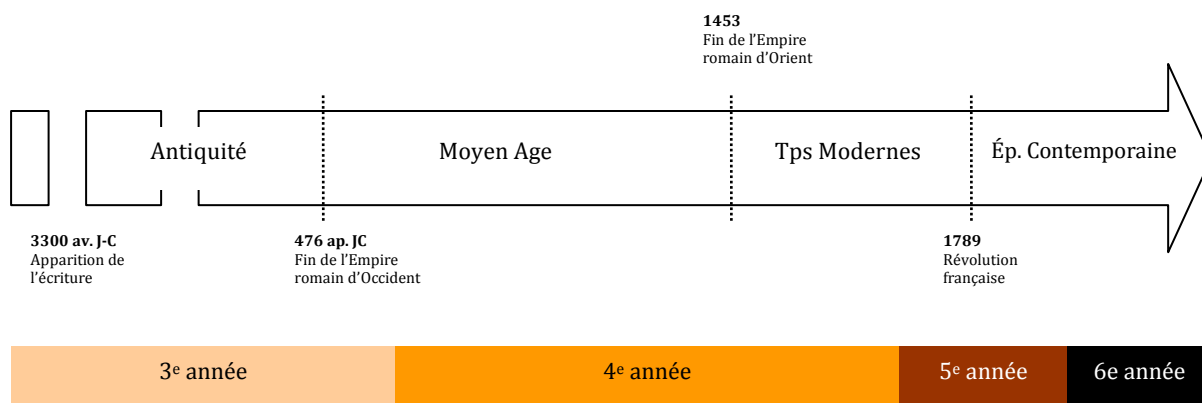 1453
Fin de l’Empire
romain d’Orient
Antiquité
Moyen Age
Tps Modernes
Ép. Contemporaine
3300 av. J-C
Apparition de
l’écriture
476 ap. JC
Fin de l’Empire
romain d’Occident
1789
Révolution
française
3e année
4e année
5e année
6e année